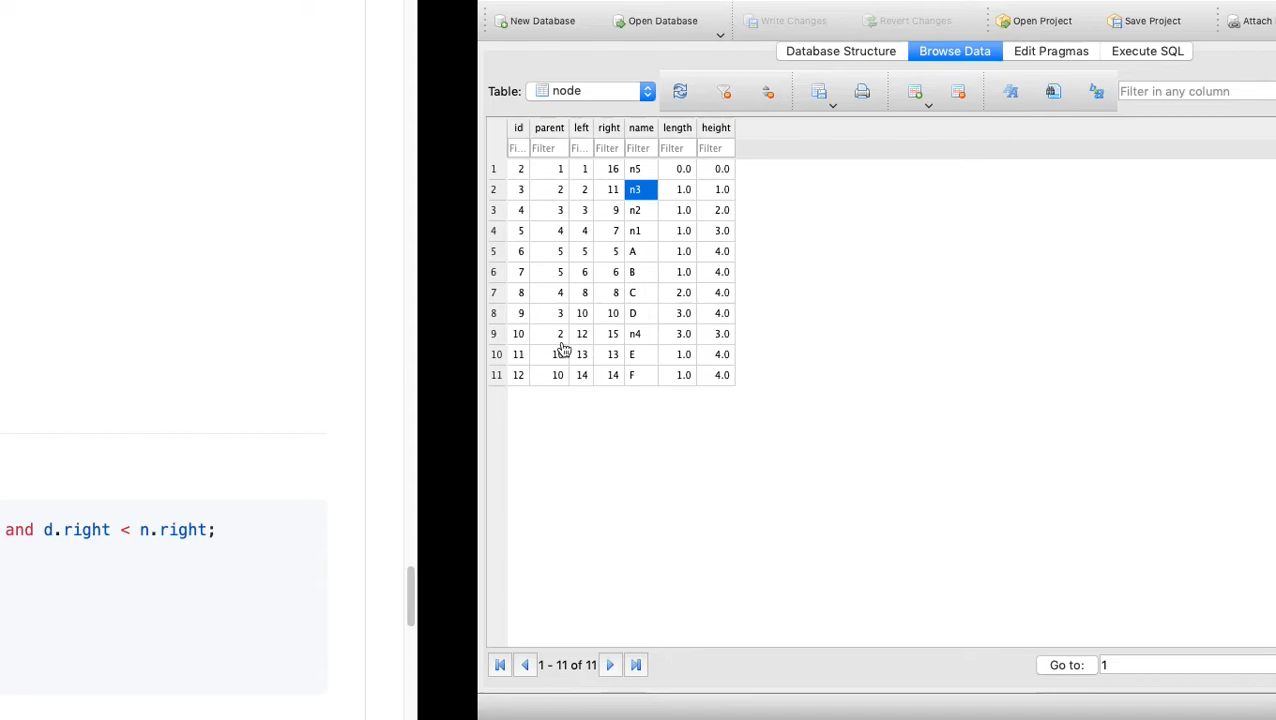 New Database Open Database Write Changes Revert Changes Open Project Save Project Attach
Database Structure Browse Data Edit Pragmas Execute SQL
Table: node Filter in any column
id parent left right name length height
Fi... Filter Fi... Filter Filter Filter Filter
1 2 1 1 16 n5 0.0 0.0
2 3 2 2 11 n3 1.0 1.0
3 4 3 3 9 n2 1.0 2.0
4 5 4 4 7 n1 1.0 3.0
5 6 5 5 5 A 1.0 4.0
6 7 5 6 6 B 1.0 4.0
7 8 4 8 8 C 2.0 4.0
8 9 3 10 10 D 3.0 4.0
9 10 2 12 15 n4 3.0 3.0
10 11 13 13 E 1.0 4.0
11 12 10 14 14 F 1.0 4.0
and d.right < n.right;
1 - 11 of 11 Go to: 1